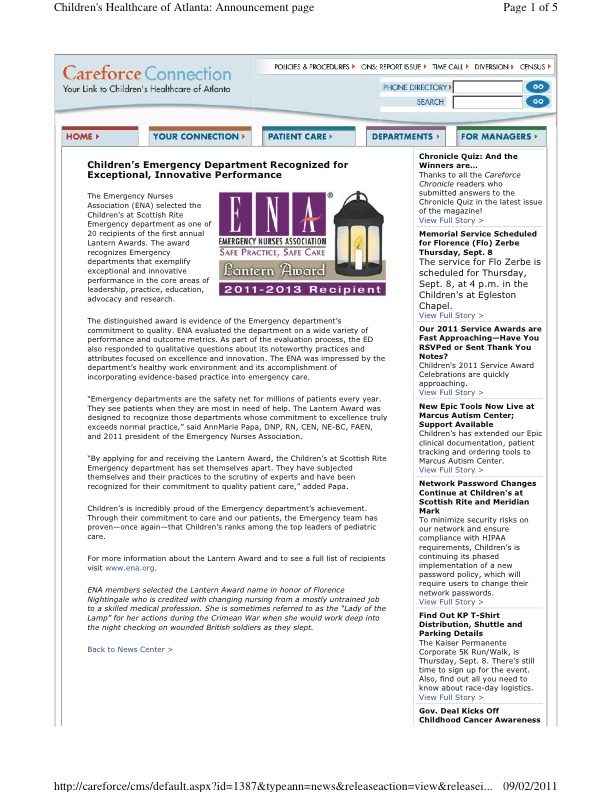 Children's Healthcare of Atlanta: Announcement page
Page 1 of 5
Careforce Connection
Your Link to Children's Healthcare of Atlanta
POLICIES & PROCEDURES
ONS: REPORT ISSUE
TIME CALL
DIVERSION
CENSUS
PHONE DIRECTORY
GO
SEARCH
GO
HOME
YOUR CONNECTION
PATIENT CARE
DEPARTMENTS
FOR MANAGERS
Children's Emergency Department Recognized for
Exceptional, Innovative Performance
The Emergency Nurses
Association (ENA) selected the
Children's at Scottish Rite
Emergency department as one of
20 recipients of the first annual
Lantern Awards. The award
recognizes Emergency
departments that exemplify
exceptional and innovative
performance in the core areas of
leadership, practice, education,
advocacy and research.
ENA®
EMERGENCY NURSES ASSOCIATION
SAFE PRACTICE, SAFE CARE
Lantern Award
2011-2013 Recipient
The distinguished award is evidence of the Emergency department's
commitment to quality. ENA evaluated the department on a wide variety of
performance and outcome metrics. As part of the evaluation process, the ED
also responded to qualitative questions about its noteworthy practices and
attributes focused on excellence and innovation. The ENA was impressed by the
department's healthy work environment and its accomplishment of
incorporating evidence-based practice into emergency care.
"Emergency departments are the safety net for millions of patients every year.
They see patients when they are most in need of help. The Lantern Award was
designed to recognize those departments whose commitment to excellence truly
exceeds normal practice," said AnnMarie Papa, DNP, RN, CEN, NE-BC, FAEN,
and 2011 president of the Emergency Nurses Association.
"By applying for and receiving the Lantern Award, the Children's at Scottish Rite
Emergency department has set themselves apart. They have subjected
themselves and their practices to the scrutiny of experts and have been
recognized for their commitment to quality patient care," added Papa.
Children's is incredibly proud of the Emergency department's achievement.
Through their commitment to care and our patients, the Emergency team has
proven—once again—that Children's ranks among the top leaders of pediatric
care.
For more information about the Lantern Award and to see a full list of recipients
visit www.ena.org.
ENA members selected the Lantern Award name in honor of Florence
Nightingale who is credited with changing nursing from a mostly untrained job
to a skilled medical profession. She is sometimes referred to as the "Lady of the
Lamp" for her actions during the Crimean War when she would work deep into
the night checking on wounded British soldiers as they slept.
Back to News Center >
Chronicle Quiz: And the
Winners are...
Thanks to all the Careforce
Chronicle readers who
submitted answers to the
Chronicle Quiz in the latest issue
of the magazine!
View Full Story >
Memorial Service Scheduled
for Florence (Flo) Zerbe
Thursday, Sept. 8
The service for Flo Zerbe is
scheduled for Thursday,
Sept. 8, at 4 p.m. in the
Children's at Egleston
Chapel.
View Full Story >
Our 2011 Service Awards are
Fast Approaching—Have You
RSVPed or Sent Thank You
Notes?
Children's 2011 Service Award
Celebrations are quickly
approaching.
View Full Story >
New Epic Tools Now Live at
Marcus Autism Center;
Support Available
Children's has extended our Epic
clinical documentation, patient
tracking and ordering tools to
Marcus Autism Center.
View Full Story >
Network Password Changes
Continue at Children's at
Scottish Rite and Meridian
Mark
To minimize security risks on
our network and ensure
compliance with HIPAA
requirements, Children's is
continuing its phased
implementation of a new
password policy, which will
require users to change their
network passwords.
View Full Story >
Find Out KP T-Shirt
Distribution, Shuttle and
Parking Details
The Kaiser Permanente
Corporate 5K Run/Walk, is
Thursday, Sept. 8. There's still
time to sign up for the event.
Also, find out all you need to
know about race-day logistics.
View Full Story >
Gov. Deal Kicks Off
Childhood Cancer Awareness
http://careforce/cms/default.aspx?id=1387&typeann=news&releaseaction=view&releasei...
09/02/2011